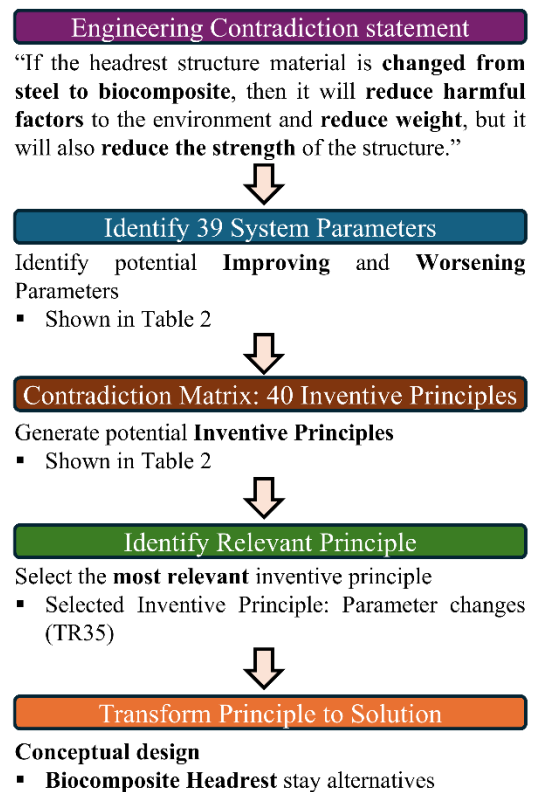 Engineering Contradiction statement
“If the headrest structure material is changed from
steel to biocomposite, then it will reduce harmful
factors to the environment and reduce weight, but it
will also reduce the strength of the structure.”
Identify 39 System Parameters
Identify potential Improving and Worsening
Parameters
▪ Shown in Table 2
Contradiction Matrix: 40 Inventive Principles
Generate potential Inventive Principles
▪ Shown in Table 2
Identify Relevant Principle
Select the most relevant inventive principle
▪ Selected Inventive Principle: Parameter changes
(TR35)
Transform Principle to Solution
Conceptual design
▪ Biocomposite Headrest stay alternatives